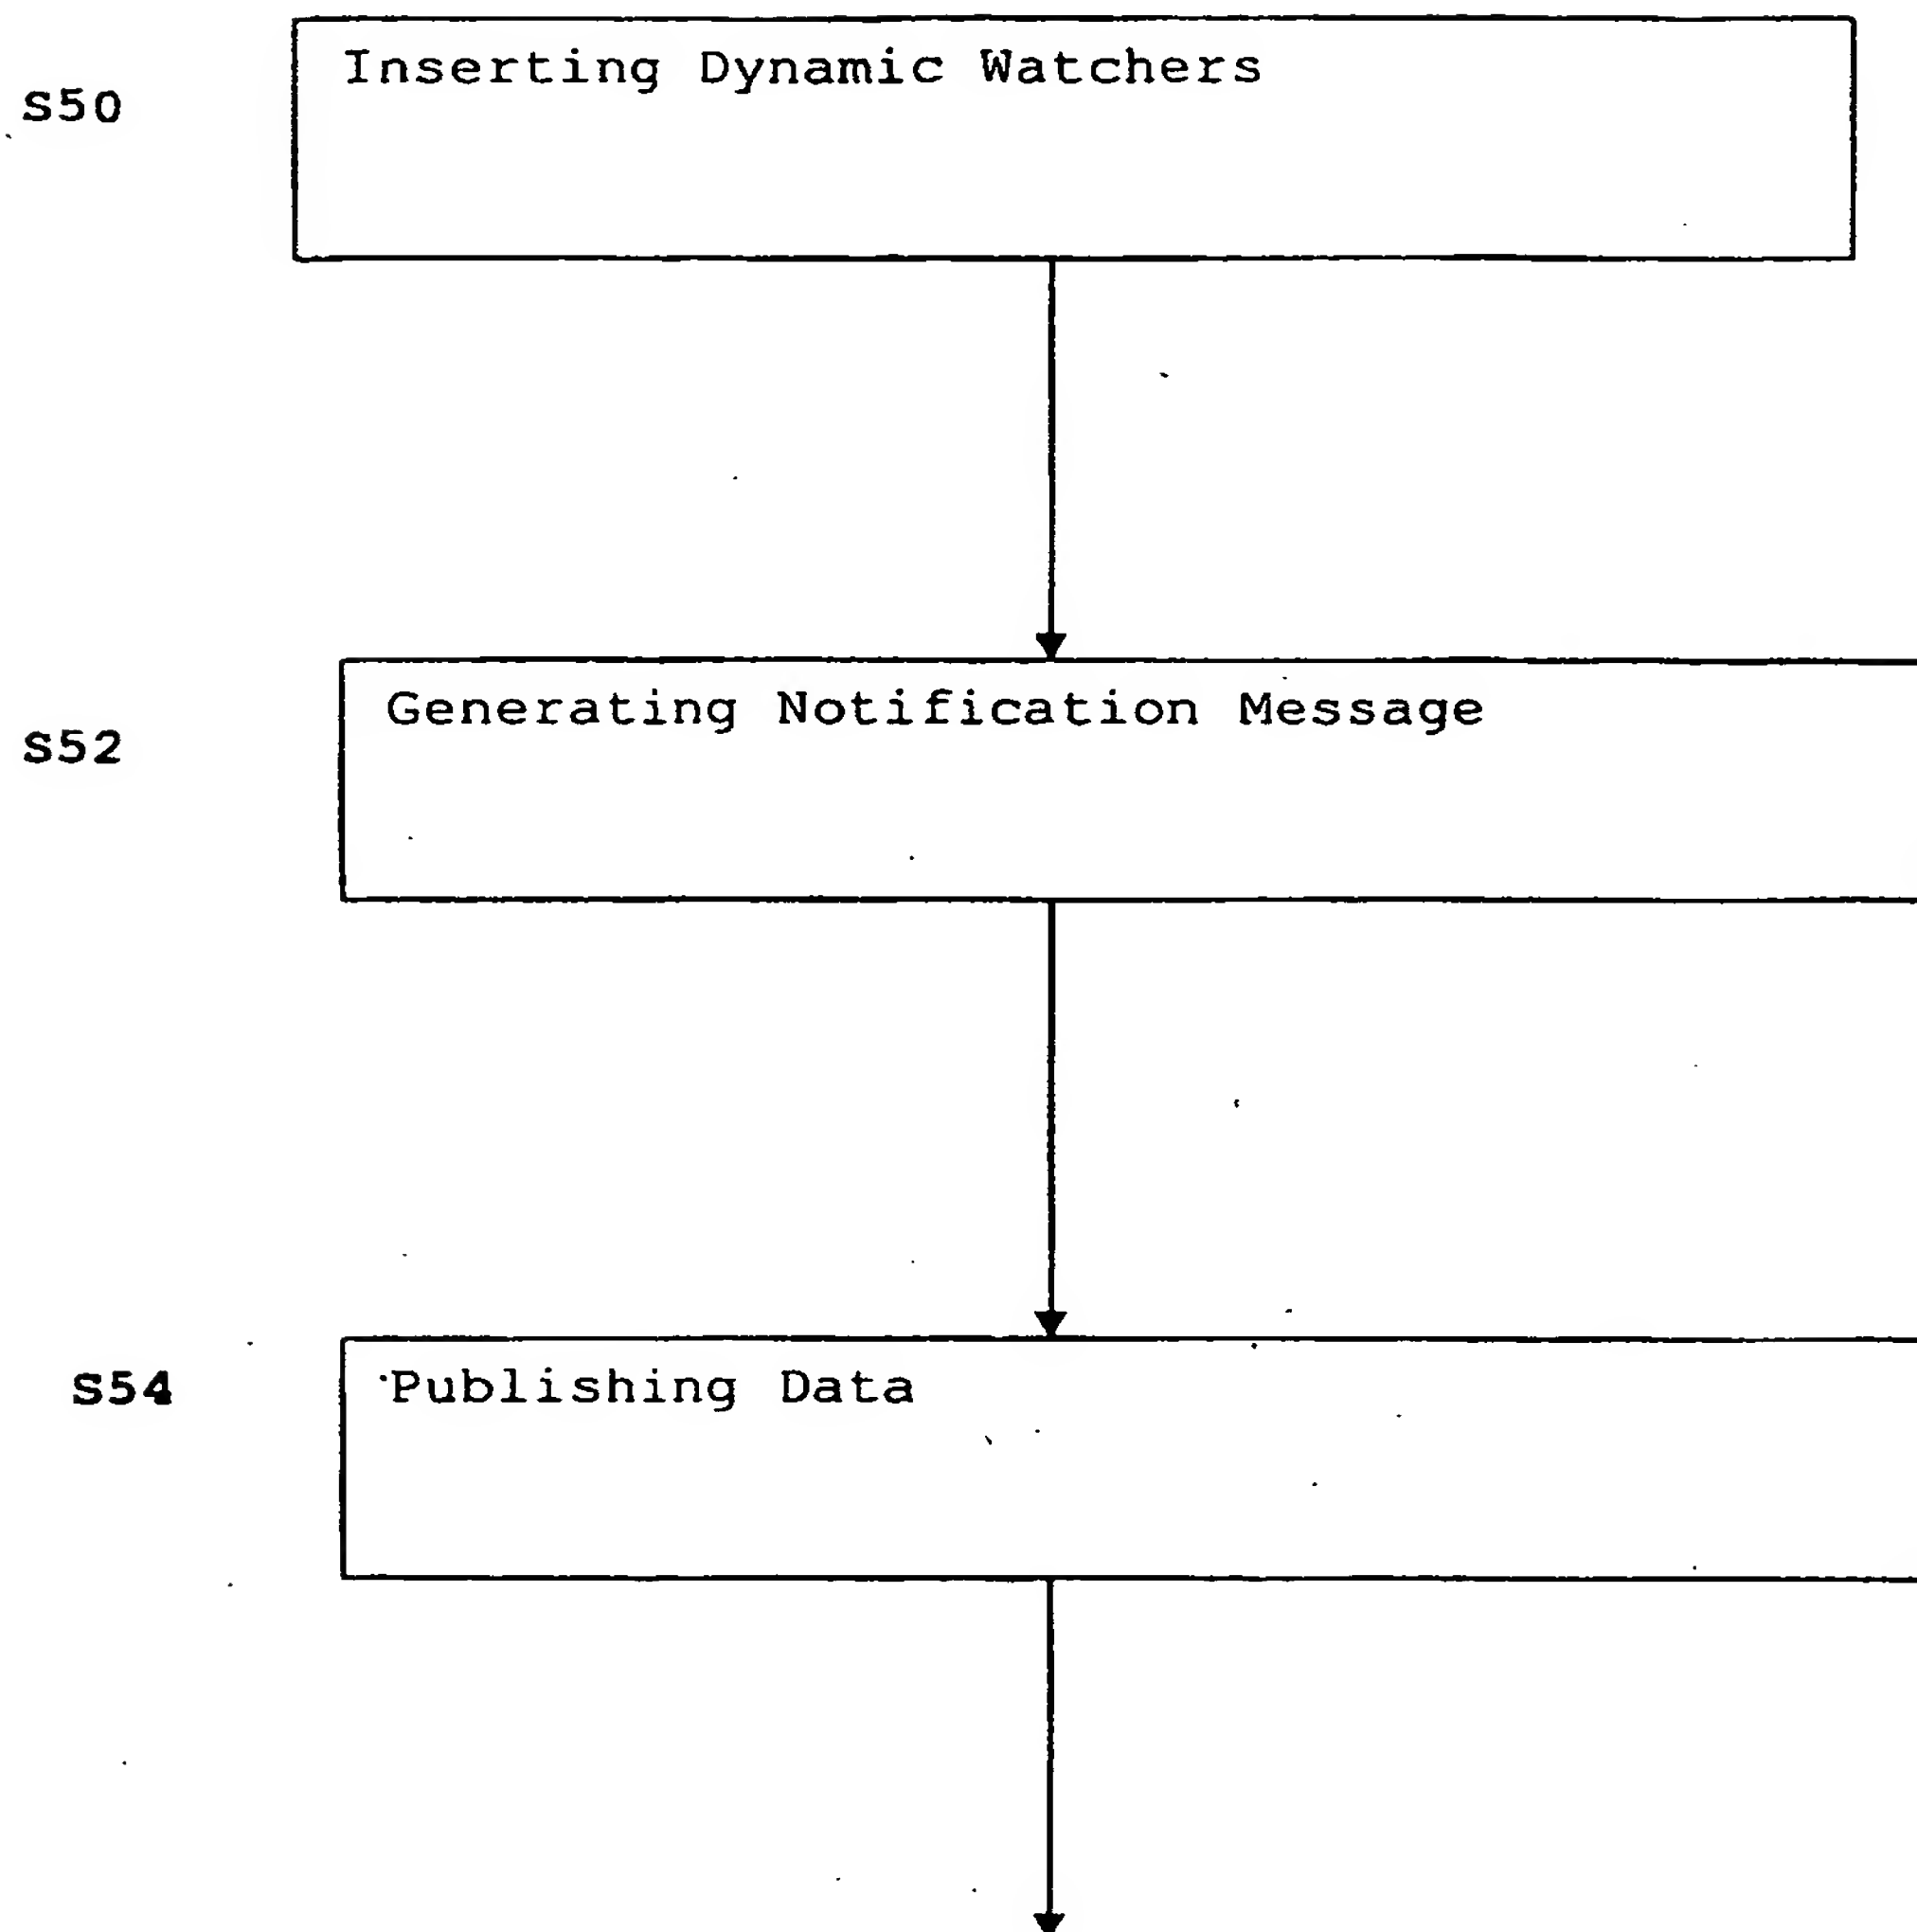 Inserting Dynamic Watchers
S50
Generating Notification Message
S52
Publishing Data
S54